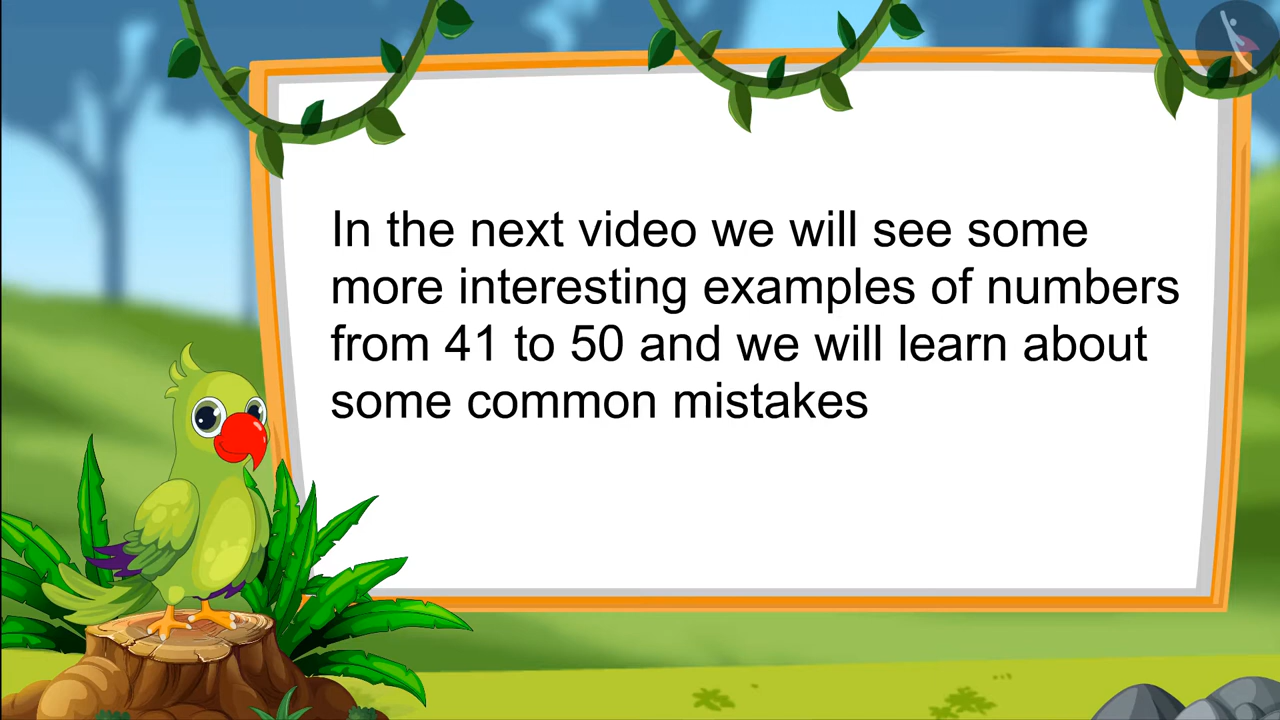 In the next video we will see some
more interesting examples of numbers
from 41 to 50 and we will learn about
some common mistakes